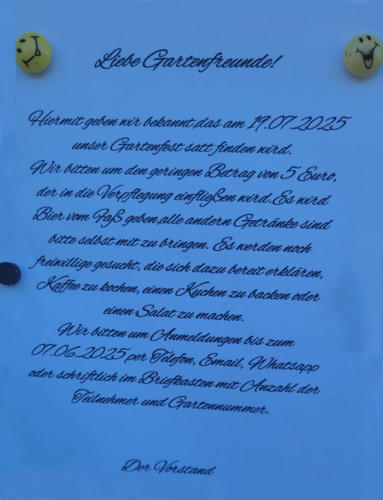 Liebe Gartenfreunde!
Hiermit geben wir bekannt,das am 19.07.2025
unser Gartenfest satt finden wird.
Wir bitten um den geringen Betrag von 5 Euro,
der in die Verpflegung einfließen wird.Es wird
Bier vom Faß geben,alle andern Getränke sind
bitte selbst mit zu bringen. Es werden noch
freiwillige gesucht, die sich dazu bereit erklären,
Kaffee zu kochen, einen Kuchen zu backen oder
einen Salat zu machen.
Wir bitten um Anmeldungen bis zum
07.06.2025 per Telefon, Email, Whatsapp
oder schriftlich im Briefkasten mit Anzahl der
Teilnehmer und Gartennummer.
Der Vorstand